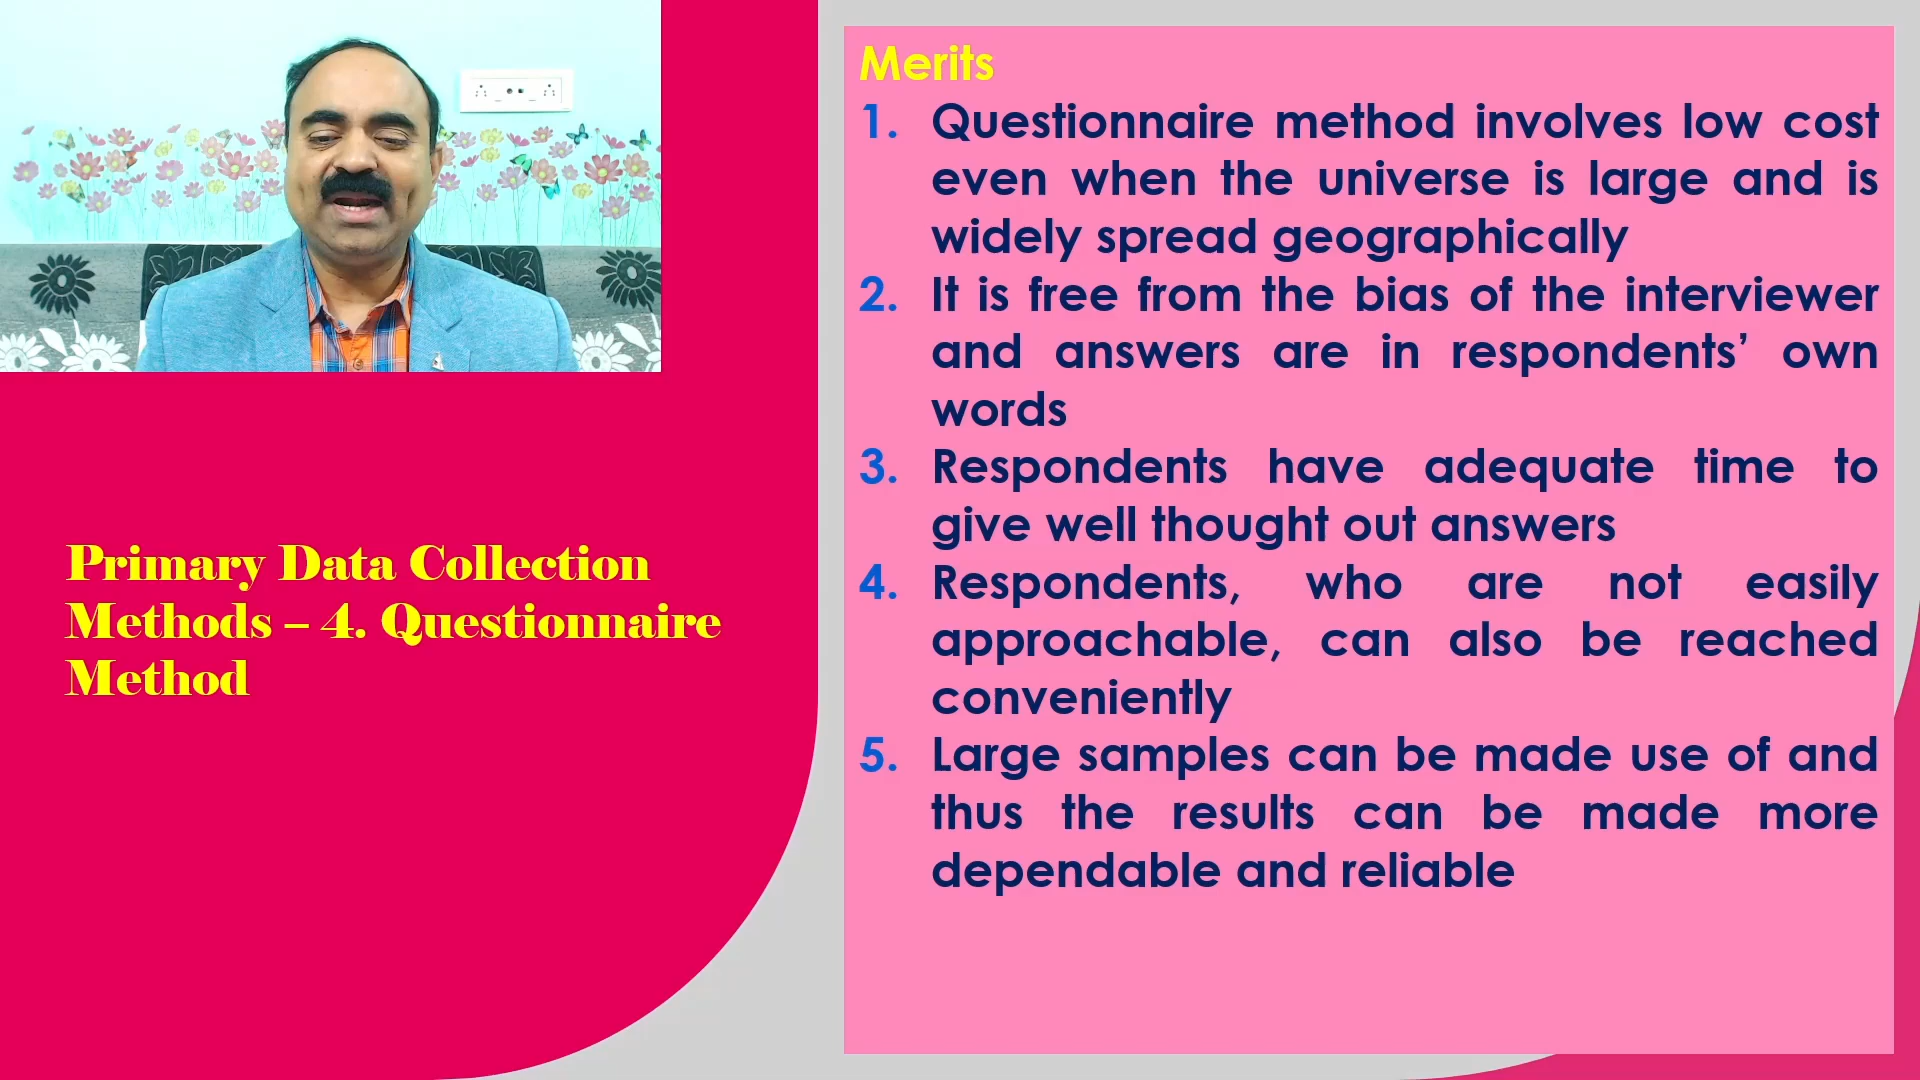 Primary Data Collection
Methods – 4. Questionnaire
Method
Merits
1. Questionnaire method involves low cost
even when the universe is large and is
widely spread geographically
2. It is free from the bias of the interviewer
and answers are in respondents’ own
words
3. Respondents have adequate time to
give well thought out answers
4. Respondents, who are not easily
approachable, can also be reached
conveniently
5. Large samples can be made use of and
thus the results can be made more
dependable and reliable